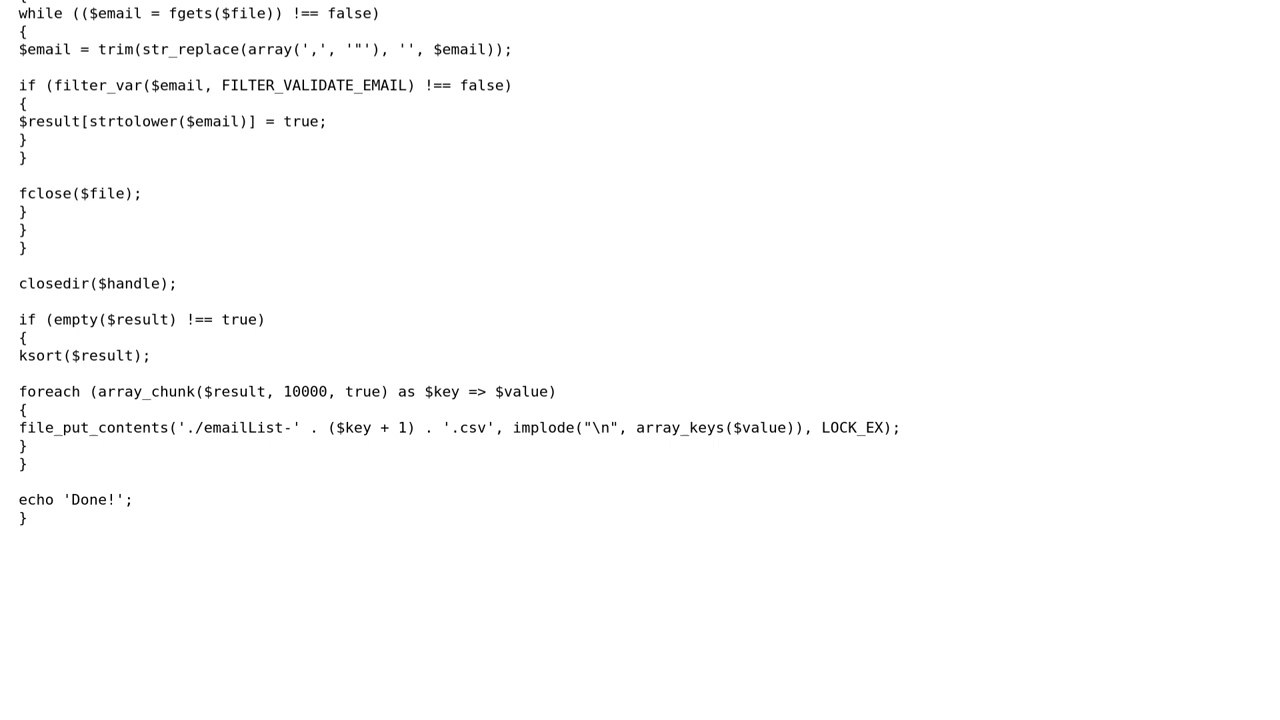 while (($email = fgets($file)) !== false)
{
$email = trim(str_replace(array(',', '"'), '', $email));

if (filter_var($email, FILTER_VALIDATE_EMAIL) !== false)
{
$result[strtolower($email)] = true;
}
}

fclose($file);
}
}
}

closedir($handle);

if (empty($result) !== true)
{
ksort($result);

foreach (array_chunk($result, 10000, true) as $key => $value)
{
file_put_contents('./emailList-' . ($key + 1) . '.csv', implode("\n", array_keys($value)), LOCK_EX);
}
}

echo 'Done!';
}